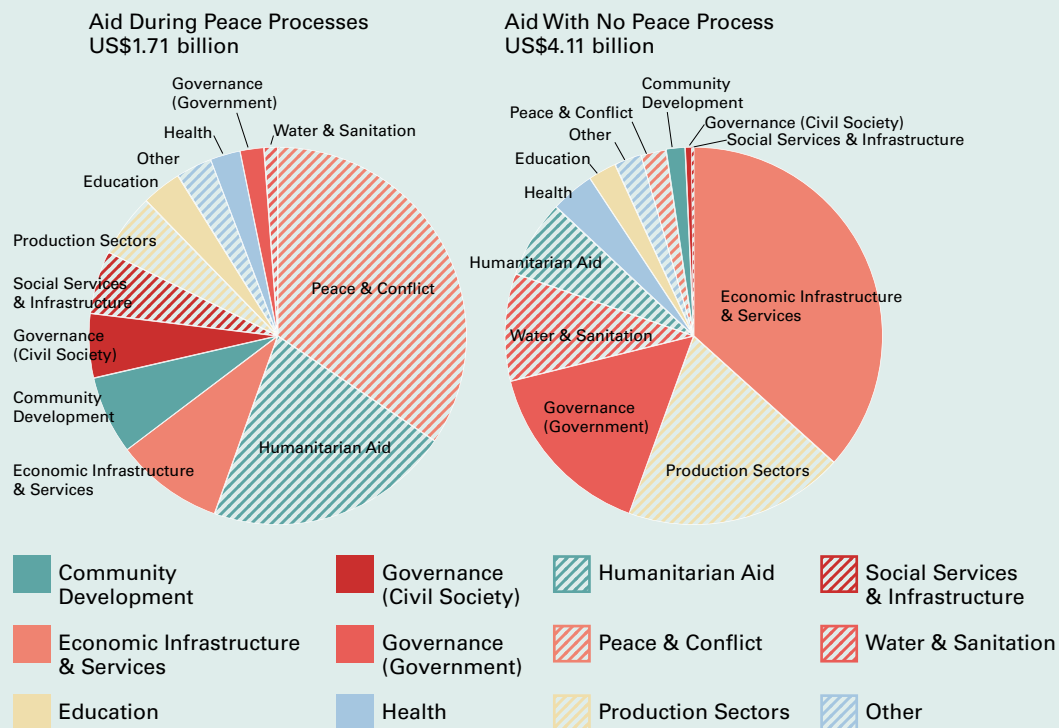 Aid During Peace Processes
US$1.71 billion
Governance
(Government)
Health
Water & Sanitation
Other
Education
Production Sectors
Social Services
& Infrastructure
Governance
(Civil Society)
Community
Development
Economic Infrastructure
& Services
Peace & Conflict
Humanitarian Aid
Aid With No Peace Process
US$4.11 billion
Community
Development
Peace & Conflict
Governance (Civil Society)
Other
Social Services & Infrastructure
Education
Health
Humanitarian Aid
Economic Infrastructure
& Services
Water & Sanitation
Governance
(Government)
Production Sectors
Community
Development
Governance
(Civil Society)
Humanitarian Aid
Social Services
& Infrastructure
Economic Infrastructure
& Services
Governance
(Government)
Peace & Conflict
Water & Sanitation
Education
Health
Production Sectors
Other